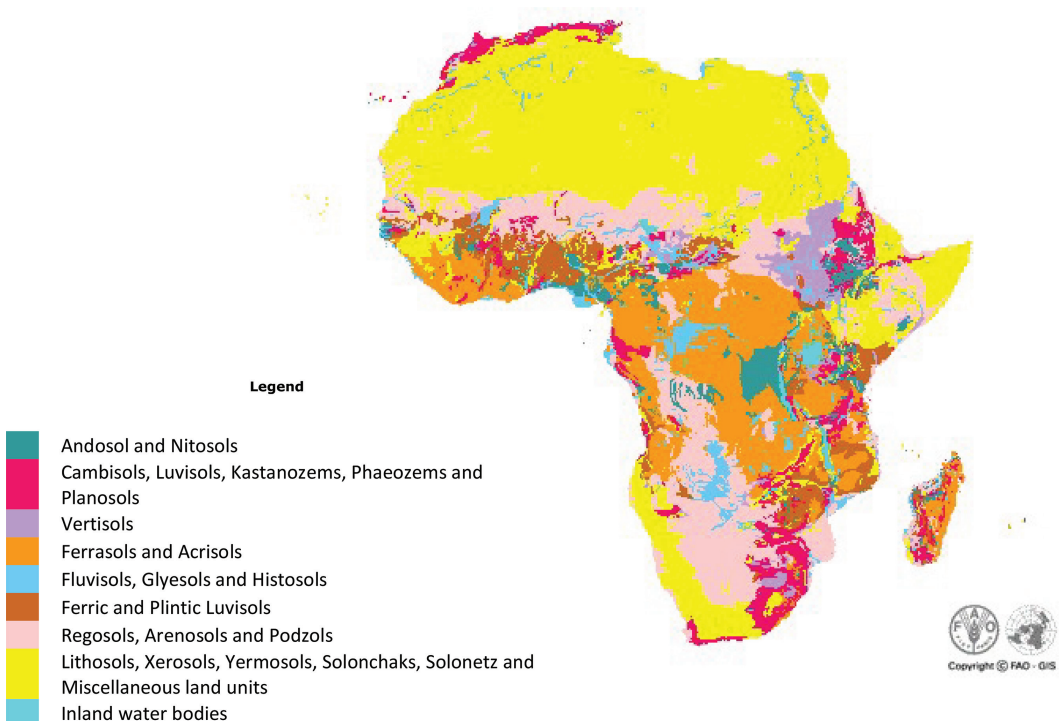 Legend
Andosol and Nitosols
Cambisols, Luvisols, Kastanozems, Phaeozems and
Planosols
Vertisols
Ferrasols and Acrisols
Fluvisols, Glyesols and Histosols
Ferric and Plintic Luvisols
Regosols, Arenosols and Podzols
Lithosols, Xerosols, Yermosols, Solonchaks, Solonetz and
Miscellaneous land units
Inland water bodies
F A O
Copyright © FAO - GIS